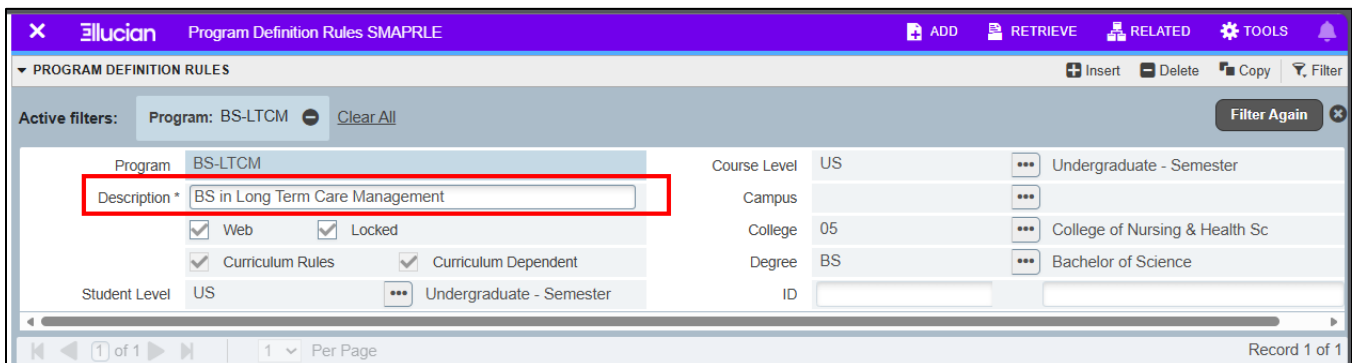 ✕ Ellucian Program Definition Rules SMAPRLE ADD RETRIEVE RELATED TOOLS
PROGRAM DEFINITION RULES Insert Delete Copy Filter
Active filters: Program: BS-LTCM Clear All Filter Again
Program BS-LTCM Course Level US ••• Undergraduate - Semester
Description * BS in Long Term Care Management Campus •••
Web Locked College 05 ••• College of Nursing & Health Sc
Curriculum Rules Curriculum Dependent Degree BS ••• Bachelor of Science
Student Level US ••• Undergraduate - Semester ID
1 of 1 1 Per Page Record 1 of 1